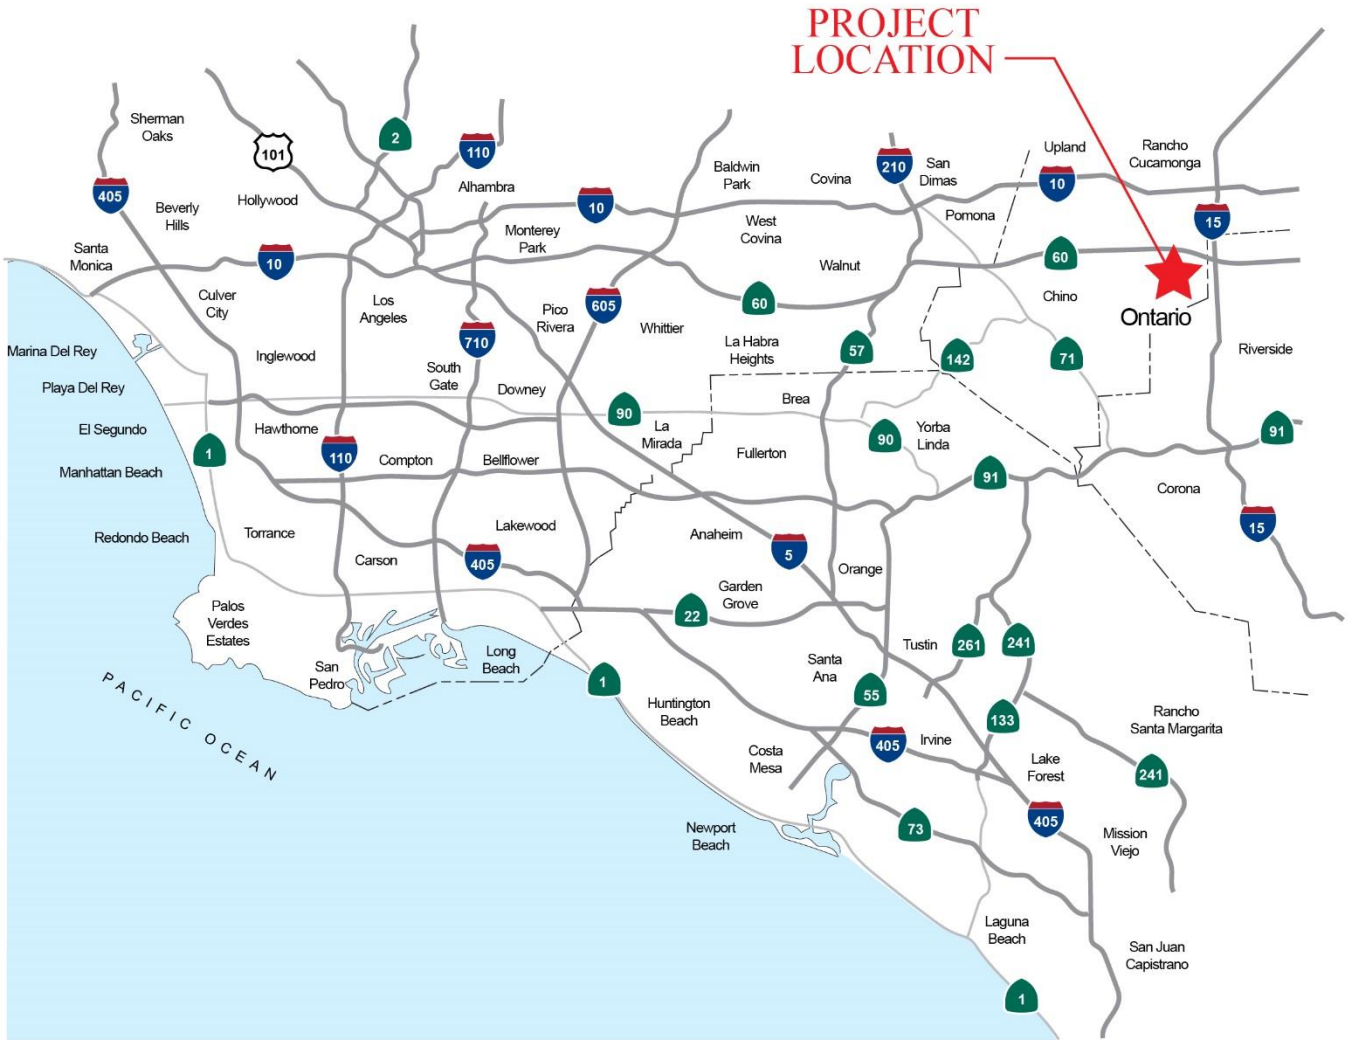 PROJECT
LOCATION
Sherman
Oaks
101
2
110
Alhambra
405
Beverly
Hills
Hollywood
10
Baldwin
Park
Covina
210
San
Dimas
Upland
10
Rancho
Cucamonga
15
Santa
Monica
10
Monterey
Park
West
Covina
Pomona
Walnut
60
Culver
City
Los
Angeles
Pico
Rivera
605
Whittier
60
Chino
Ontario
Marina Del Rey
Inglewood
710
South
Gate
La Habra
Heights
57
142
71
Riverside
Playa Del Rey
Downey
90
Brea
El Segundo
Hawthorne
La
Mirada
90
Yorba
Linda
91
1
110
Manhattan Beach
Compton
Bellflower
Fullerton
91
Corona
Redondo Beach
Torrance
Lakewood
Anaheim
15
Carson
405
5
Orange
Palos
Verdes
Estates
Garden
Grove
22
Long
Beach
San
Pedro
1
Santa
Ana
Tustin
261
241
55
Huntington
Beach
133
Rancho
Santa Margarita
PACIFIC OCEAN
Costa
Mesa
405
Irvine
Lake
Forest
241
Newport
Beach
73
405
Mission
Viejo
Laguna
Beach
San Juan
Capistrano
1